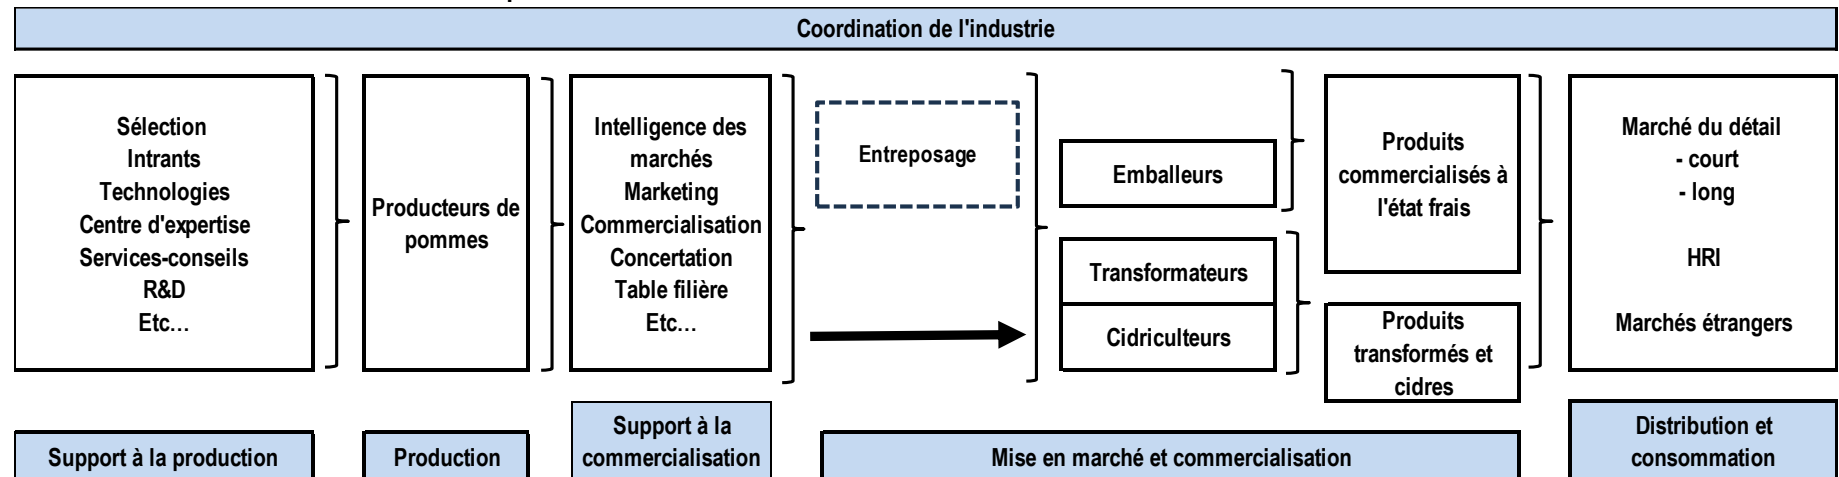 Coordination de l'industrie
Sélection
Intrants
Technologies
Centre d'expertise
Services-conseils
R&D
Etc…
Producteurs de
pommes
Intelligence des
marchés
Marketing
Commercialisation
Concertation
Table filière
Etc…
Entreposage
Emballeurs
Transformateurs
Cidriculteurs
Produits
commercialisés à
l'état frais
Produits
transformés et
cidres
Marché du détail
- court
- long
HRI
Marchés étrangers
Support à la production
Production
Support à la
commercialisation
Mise en marché et commercialisation
Distribution et
consommation